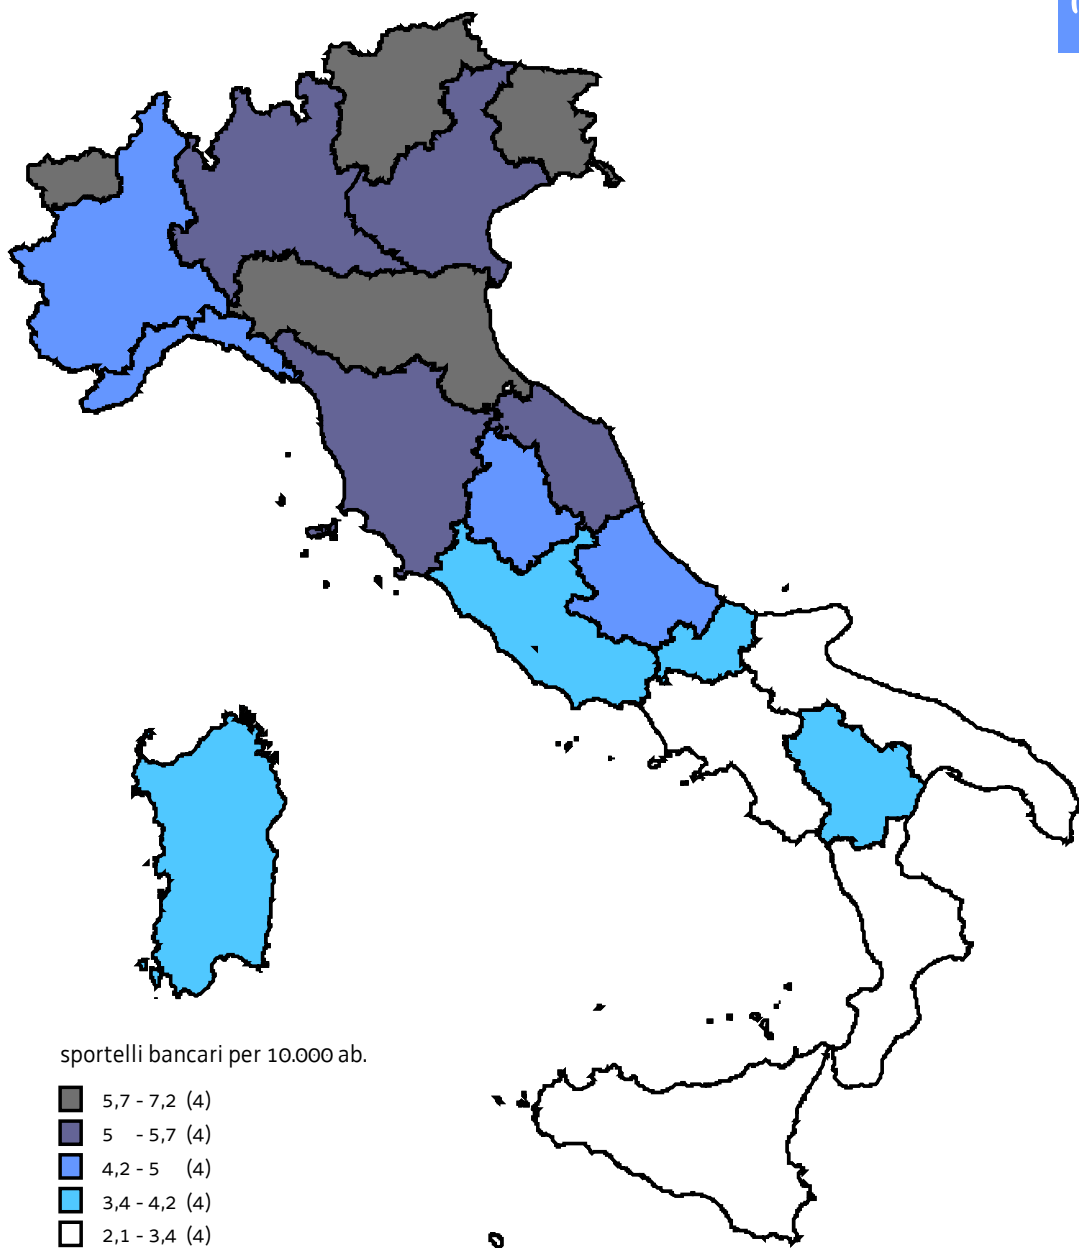 sportelli bancari per 10.000 ab.
5,7 - 7,2 (4)
5 - 5,7 (4)
4,2 - 5 (4)
3,4 - 4,2 (4)
2,1 - 3,4 (4)